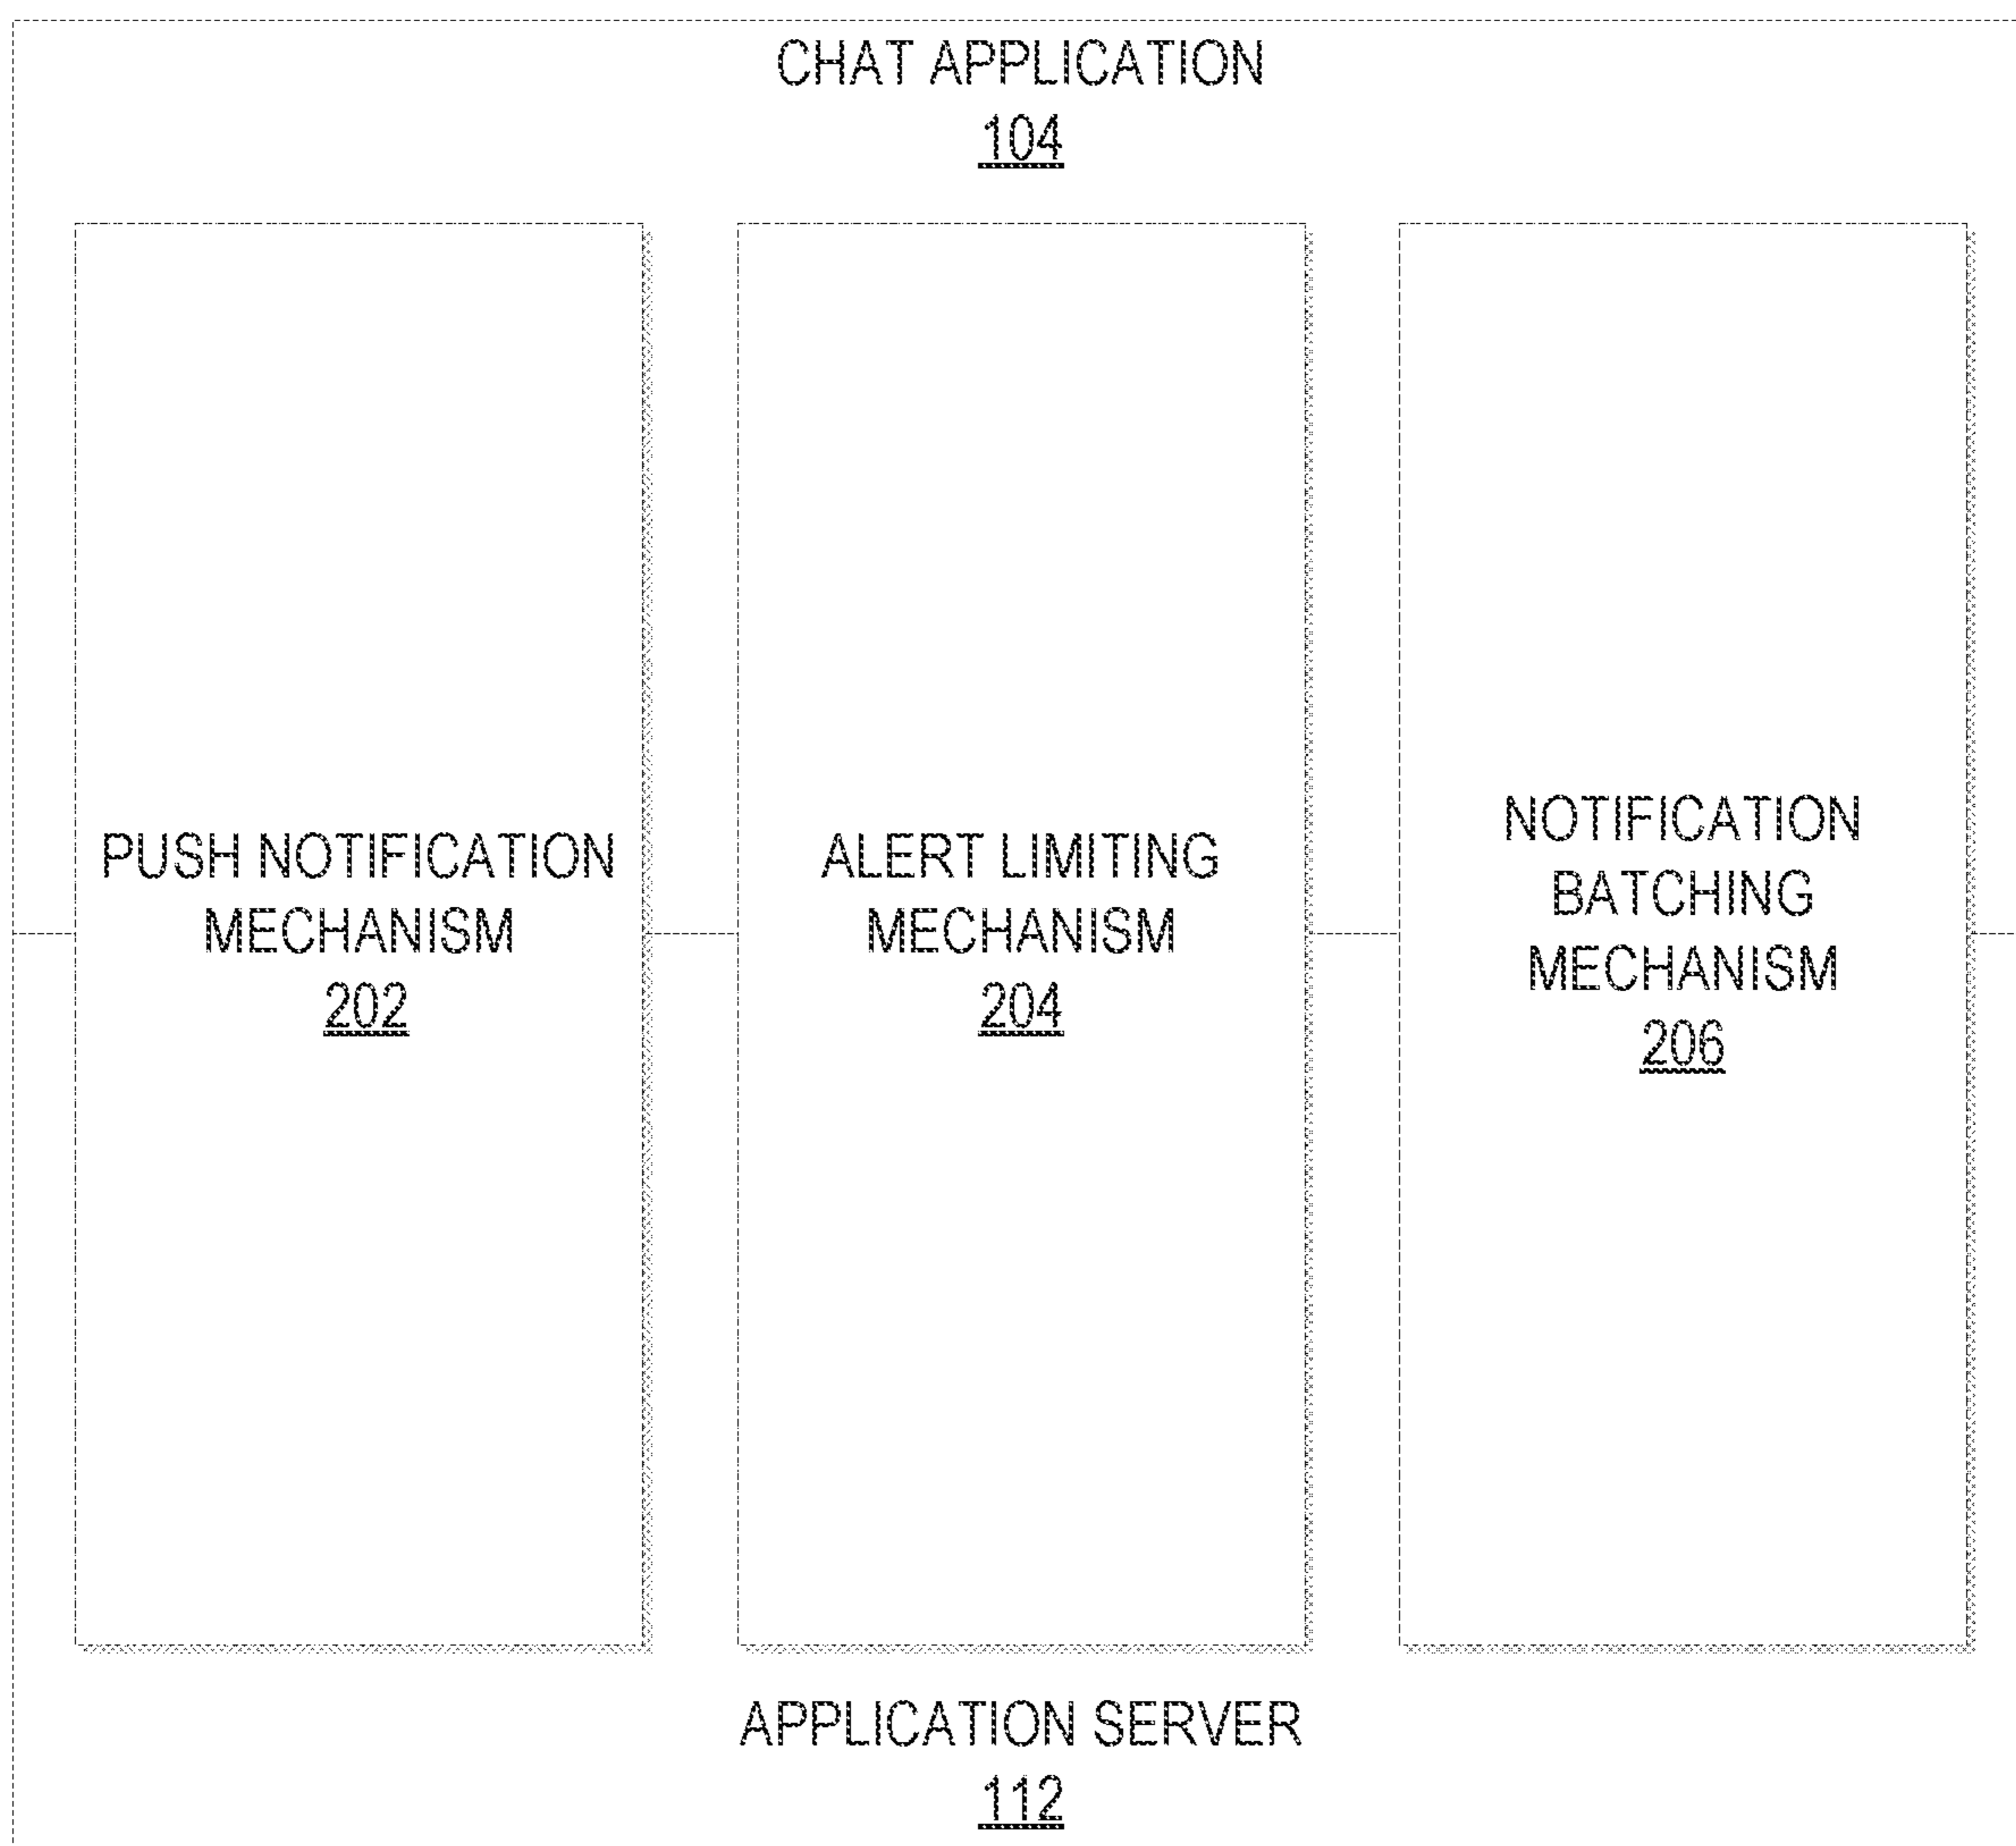 CHAT APPLICATION
104
PUSH NOTIFICATION
MECHANISM
202
ALERT LIMITING
MECHANISM
204
NOTIFICATION
BATCHING
MECHANISM
206
APPLICATION SERVER
112